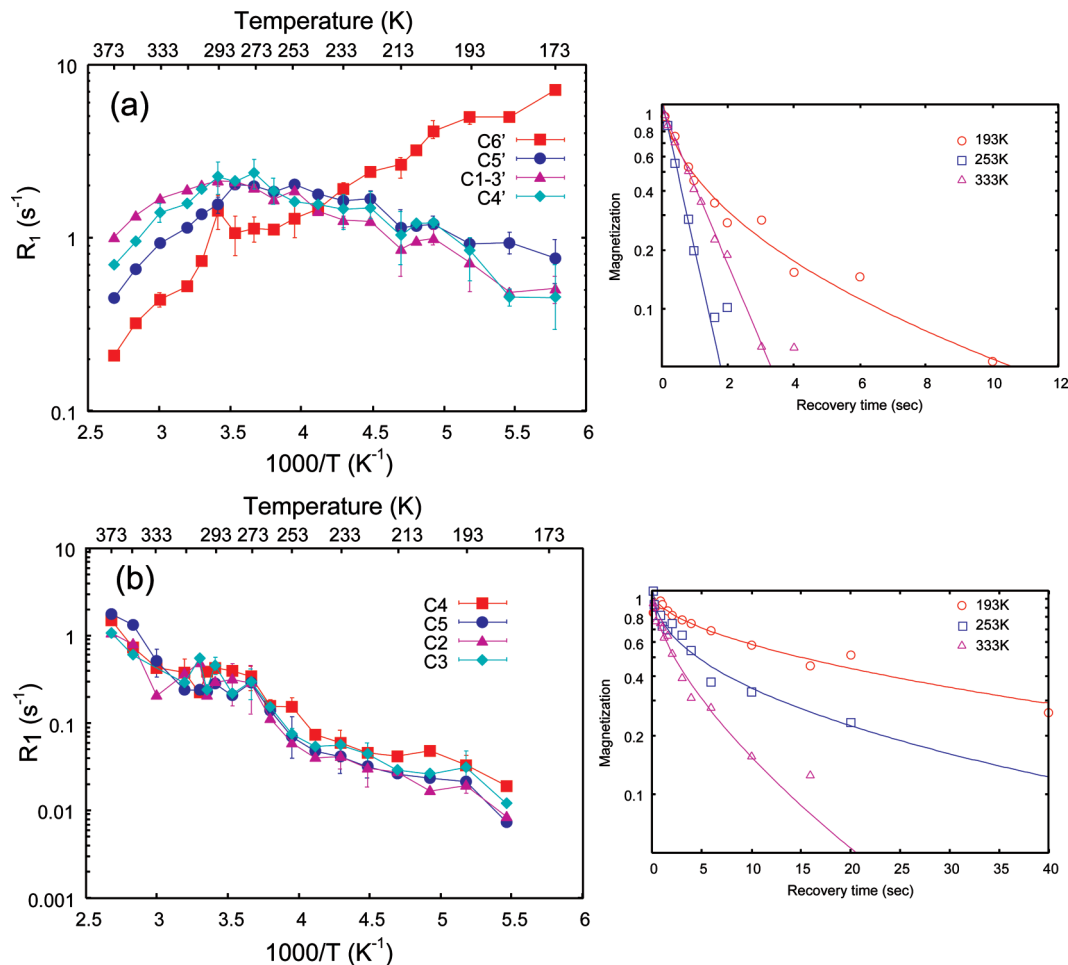 Temperature (K)
373 333 293 273 253 233 213 193 173
10
1
0.1
R1 (s-1)
(a)
C6'
C5'
C1-3'
C4'
2.5 3.0 3.5 4 4.5 5 5.5 6
1000/T (K-1)
1
0.8
0.6
0.4
0.2
0.1
Magnetization
193K
253K
333K
0 2 4 6 8 10 12
Recovery time (sec)
Temperature (K)
373 333 293 273 253 233 213 193 173
10
1
0.1
0.01
0.001
R1 (s-1)
(b)
C4
C5
C2
C3
2.5 3 3.5 4 4.5 5 5.5 6
1000/T (K-1)
1
0.8
0.6
0.4
0.2
0.1
Magnetization
193K
253K
333K
0 5 10 15 20 25 30 35 40
Recovery time (sec)